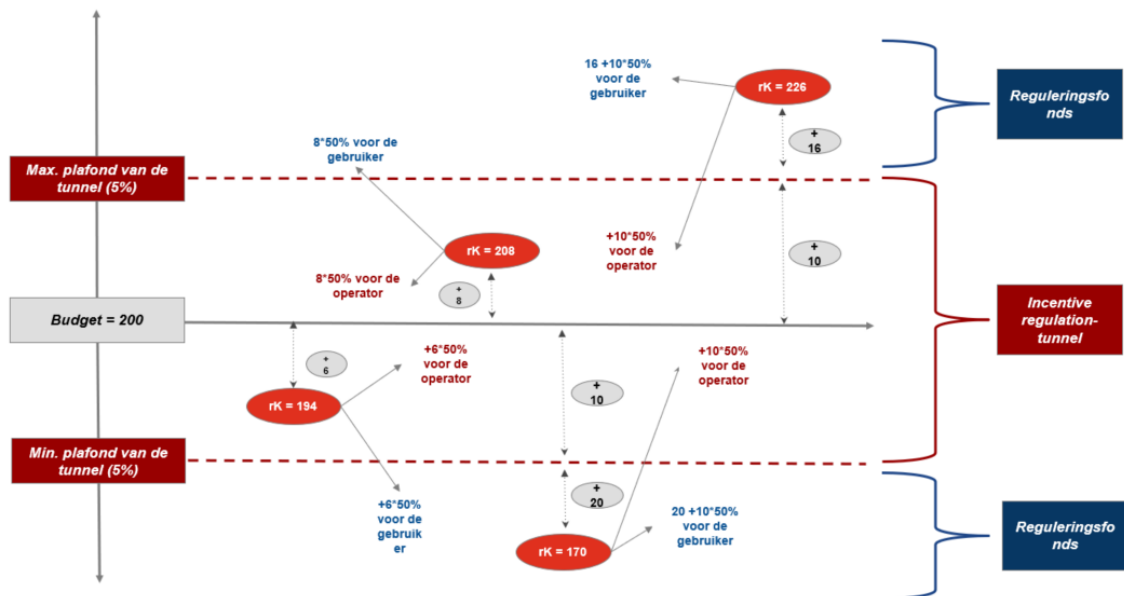 16 +10*50%
voor de
gebruiker
rK = 226
Reguleringsfo
nds
+
16
8*50% voor de
gebruiker
Max. plafond van de
tunnel (5%)
rK = 208
+10*50%
voor de
operator
+
10
8*50% voor de
operator
+
8
Budget = 200
Incentive
regulation-
tunnel
+
6
+6*50%
voor de
operator
+10*50%
voor de
operator
+
10
rK = 194
Min. plafond van de
tunnel (5%)
+
20
+6*50%
voor de
gebruik
er
20 +10*50%
voor de
gebruiker
rK = 170
Reguleringsfo
nds